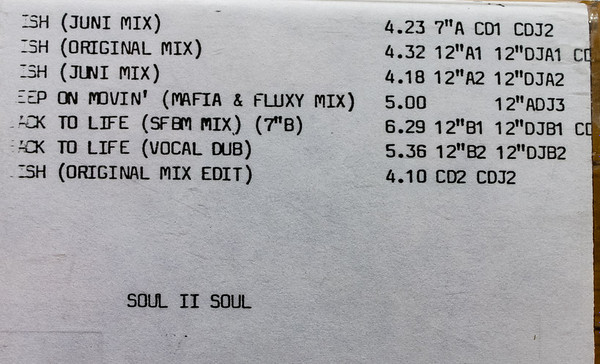 ISH (JUNI MIX) 4.23 7"A CD1 CDJ2
ISH (ORIGINAL MIX) 4.32 12"A1 12"DJA1 CD
ISH (JUNI MIX) 4.18 12"A2 12"DJA2
EEP ON MOVIN' (MAFIA & FLUXY MIX) 5.00 12"ADJ3
ACK TO LIFE (SFBM MIX) (7"B) 6.29 12"B1 12"DJB1 CD
ACK TO LIFE (VOCAL DUB) 5.36 12"B2 12"DJB2
ISH (ORIGINAL MIX EDIT) 4.10 CD2 CDJ2
SOUL II SOUL